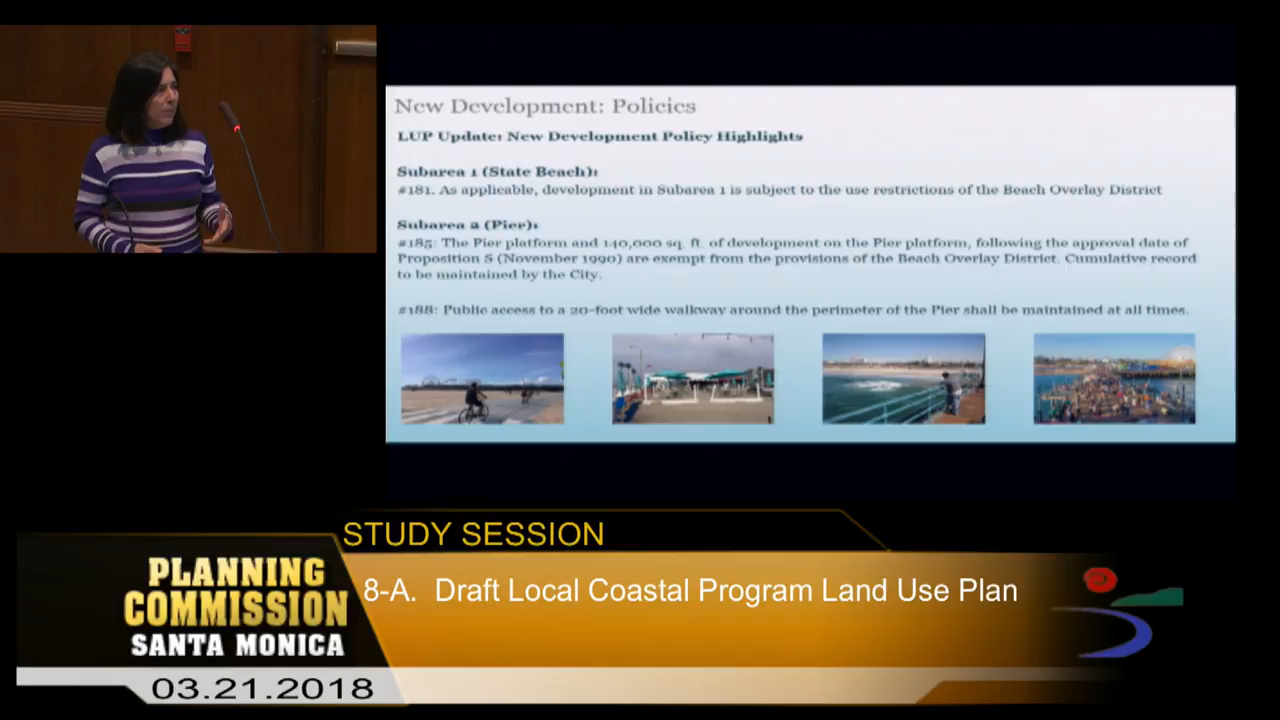 New Development: Policies
LUP Update: New Development Policy Highlights
Subarea 1 (State Beach):
#181. As applicable, development in Subarea 1 is subject to the use restrictions of the Beach Overlay District
Subarea 2 (Pier):
#185: The Pier platform and 140,000 sq. ft. of development on the Pier platform, following the approval date of
Proposition S (November 1990) are exempt from the provisions of the Beach Overlay District. Cumulative record
to be maintained by the City.
#188: Public access to a 20-foot wide walkway around the perimeter of the Pier shall be maintained at all times.
STUDY SESSION
PLANNING
COMMISSION
SANTA MONICA
8-A. Draft Local Coastal Program Land Use Plan
03.21.2018